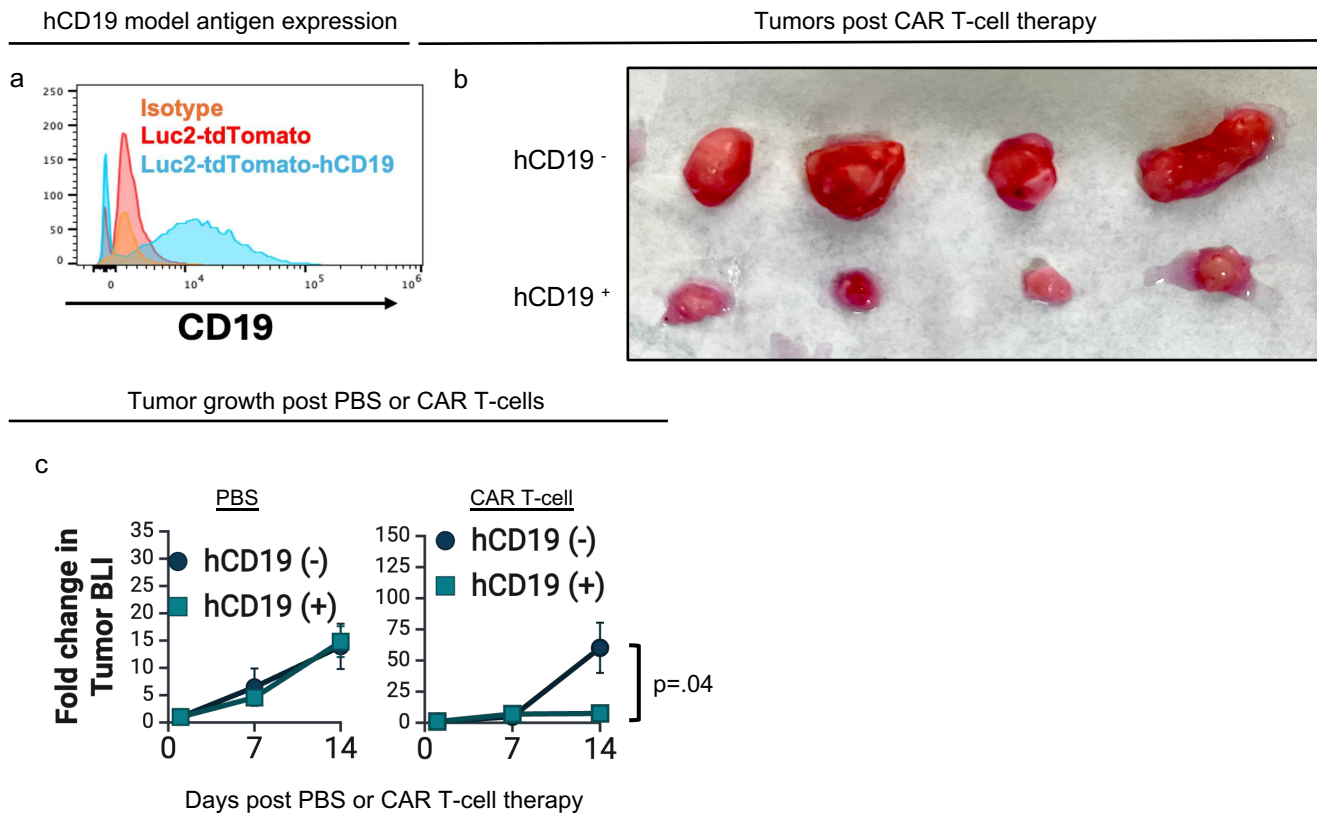 hCD19 model antigen expression
Tumors post CAR T-cell therapy
a
250
200
150
100
50
0
0
10^4
10^5
10^6
Isotype
Luc2-tdTomato
Luc2-tdTomato-hCD19
CD19
b
hCD19 -
hCD19 +
Tumor growth post PBS or CAR T-cells
c
PBS
Fold change in
Tumor BLI
35
30
25
20
15
10
5
0
0
7
14
hCD19 (-)
hCD19 (+)
CAR T-cell
150
125
100
75
50
25
0
0
7
14
hCD19 (-)
hCD19 (+)
p=.04
Days post PBS or CAR T-cell therapy